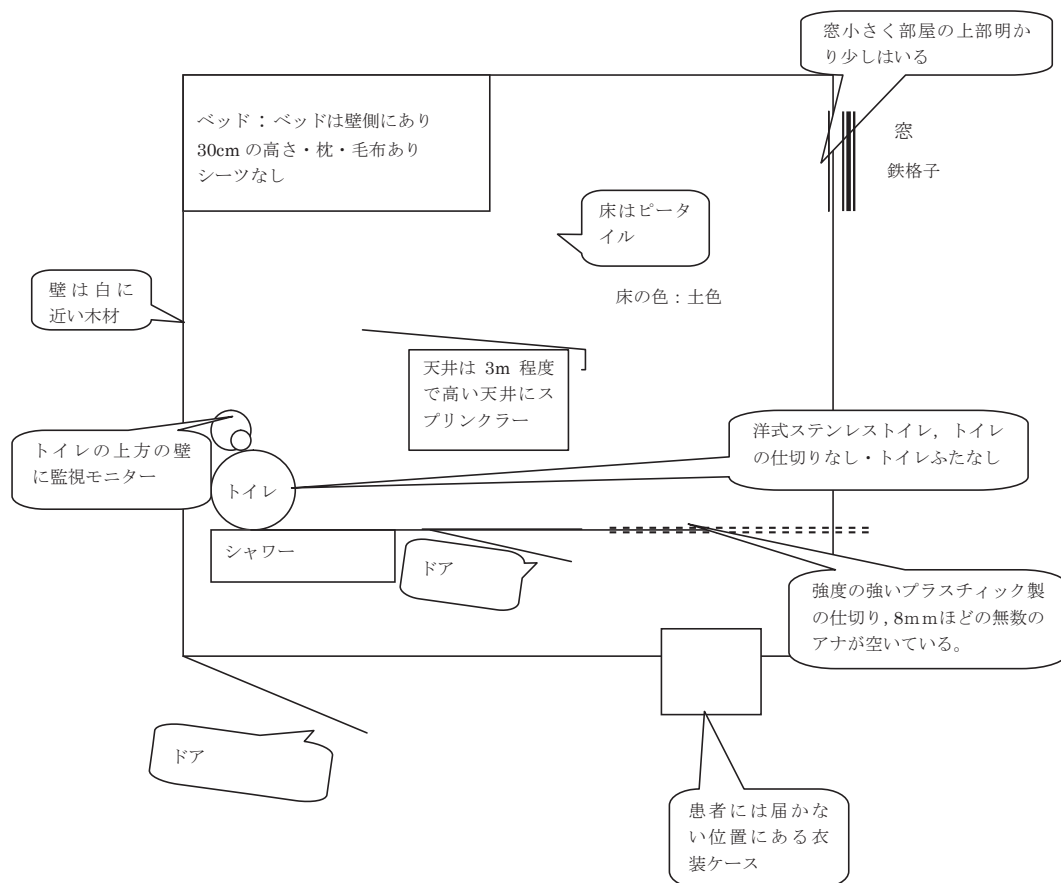 窓小さく部屋の上部明か
り少しはいる
ベッド：ベッドは壁側にあり
30cm の高さ・枕・毛布あり
シーツなし
窓
鉄格子
床はピータ
イル
床の色：土色
壁は白に
近い木材
天井は 3m 程度
で高い天井にス
プリンクラー
トイレの上方の壁
に監視モニター
トイレ
洋式ステンレストイレ，トイレ
の仕切りなし・トイレふたなし
シャワー
ドア
強度の強いプラスティック製
の仕切り，8ｍｍほどの無数の
アナが空いている。
ドア
患者には届かな
い位置にある衣
装ケース